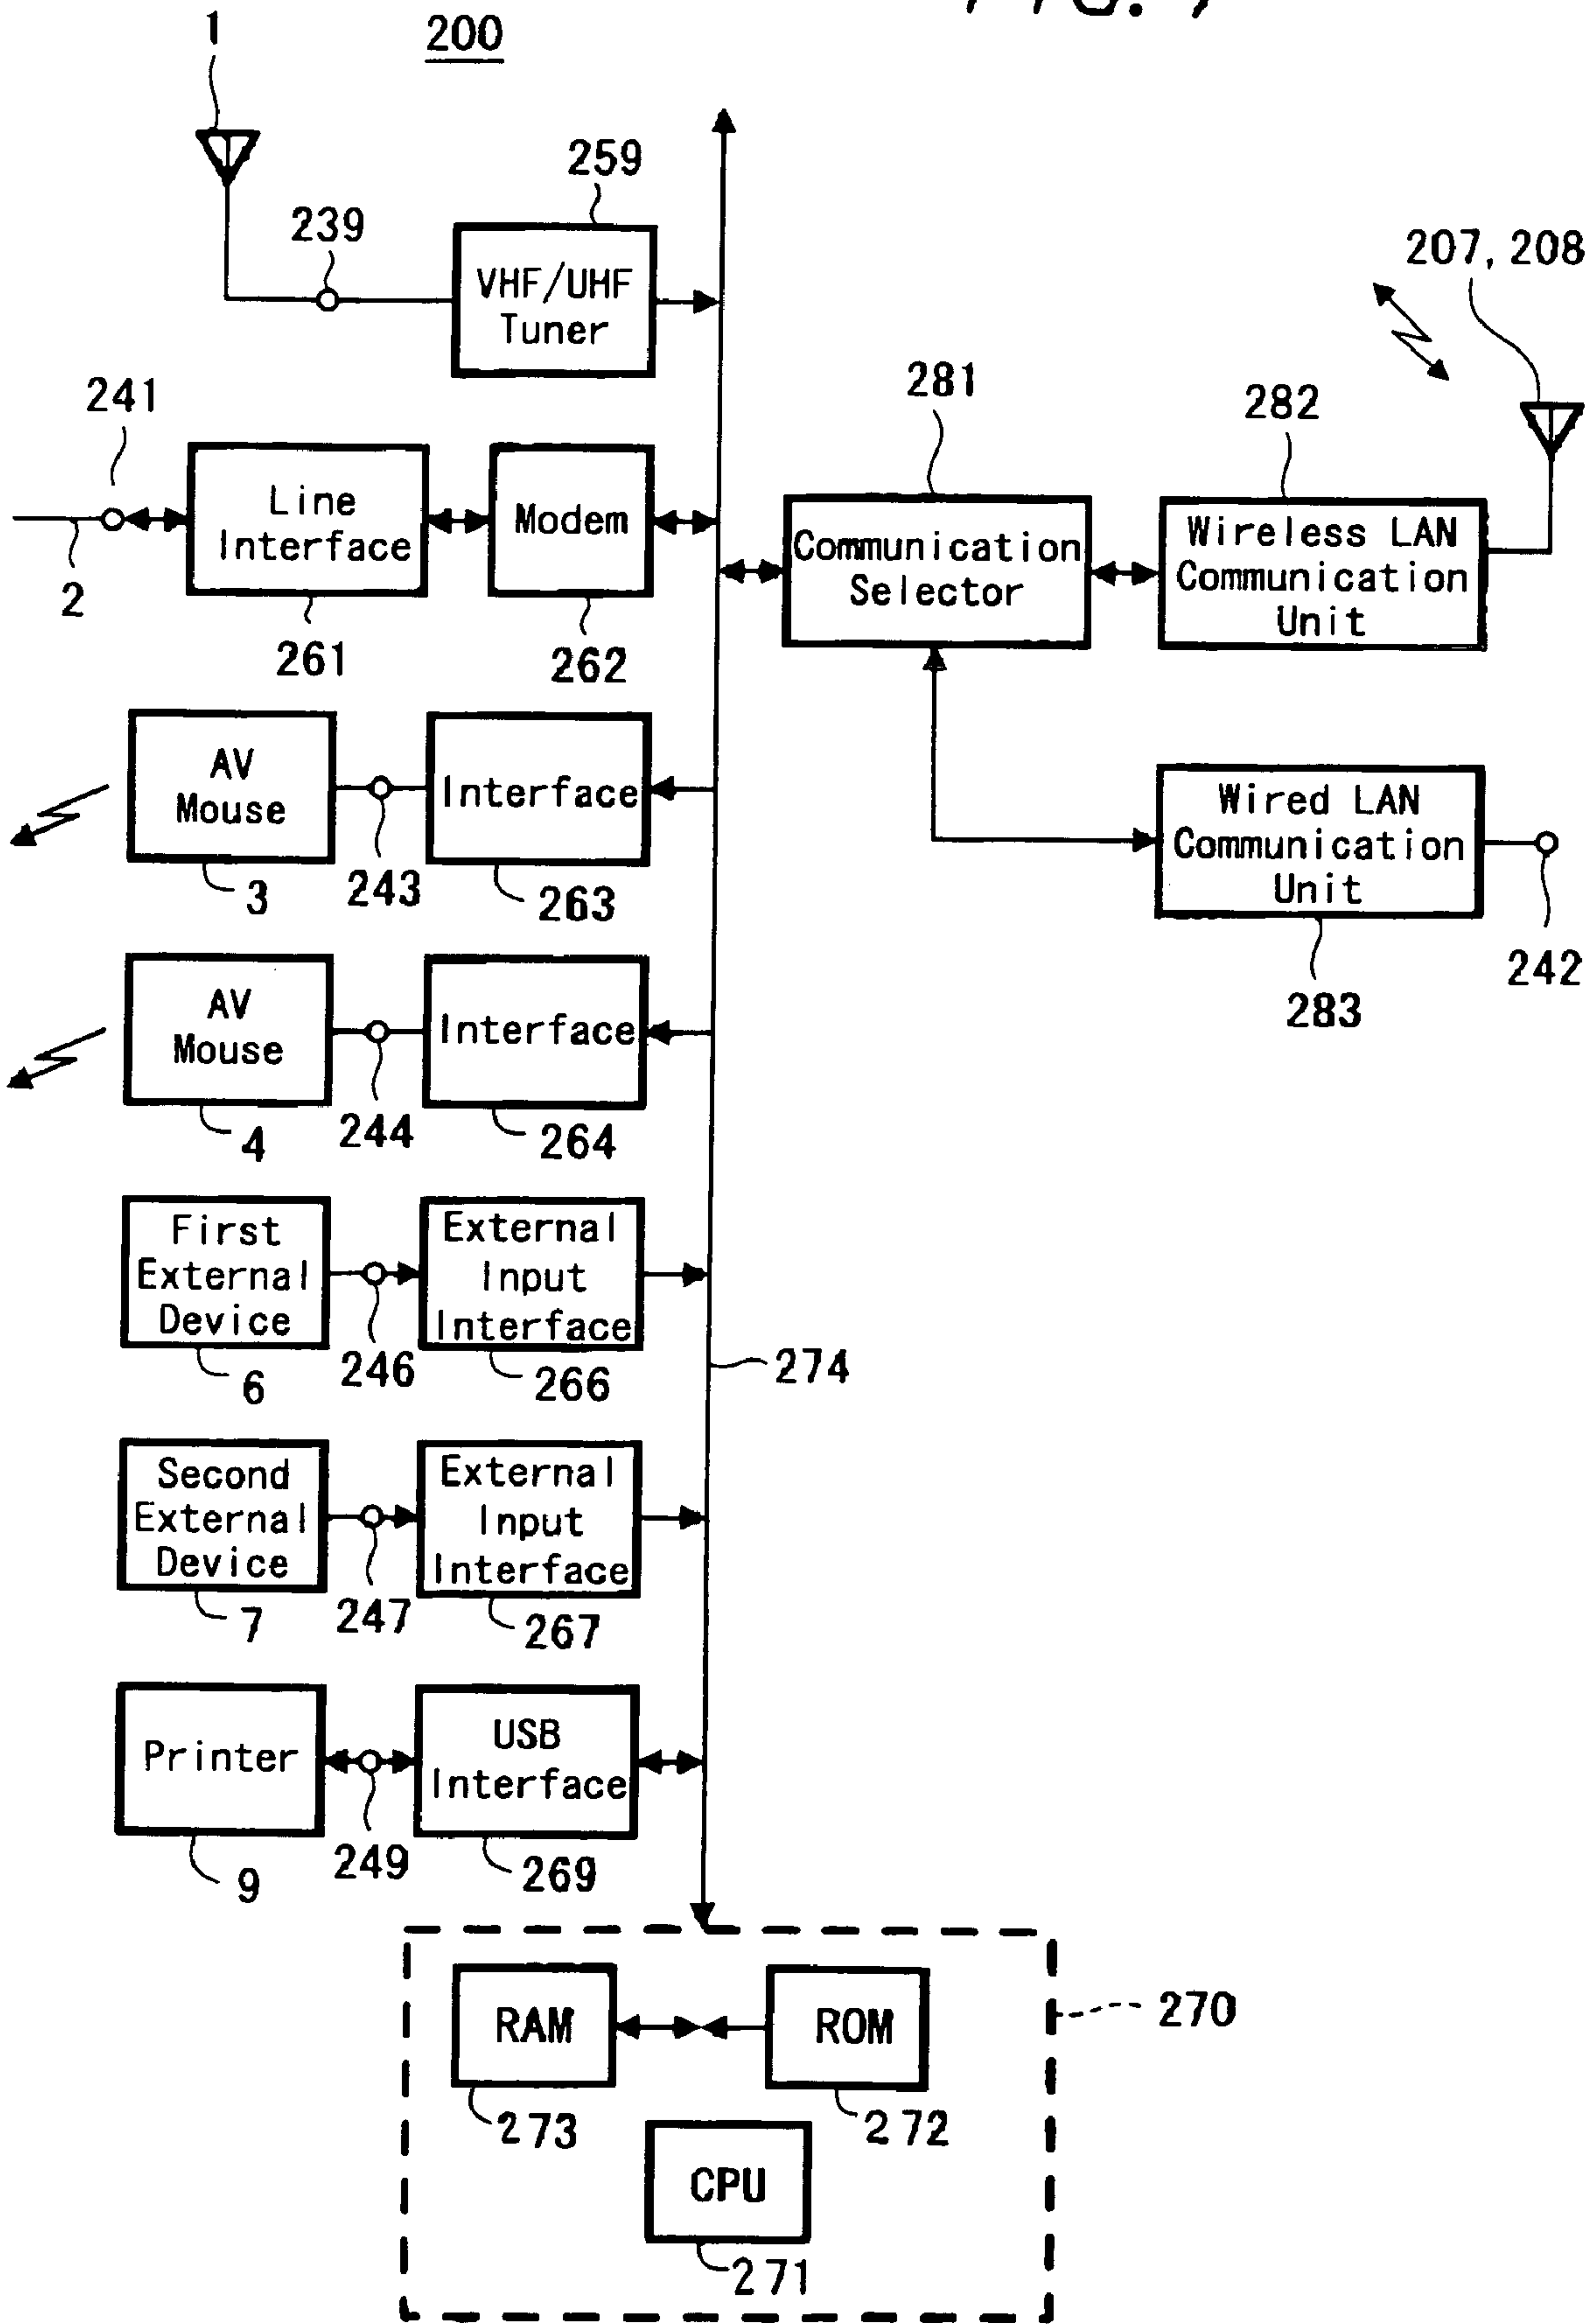 FIG. 7
200
1
259
239
VHF/UHF
Tuner
207, 208
241
281
282
Line
Interface
Modem
Communication
Selector
Wireless LAN
Communication
Unit
2
261
262
AV
Mouse
Interface
Wired LAN
Communication
Unit
3
243
263
242
283
AV
Mouse
Interface
4
244
264
First
External
Device
External
Input
Interface
6
246
266
274
Second
External
Device
External
Input
Interface
7
247
267
Printer
USB
Interface
9
249
269
RAM
ROM
270
273
272
CPU
271